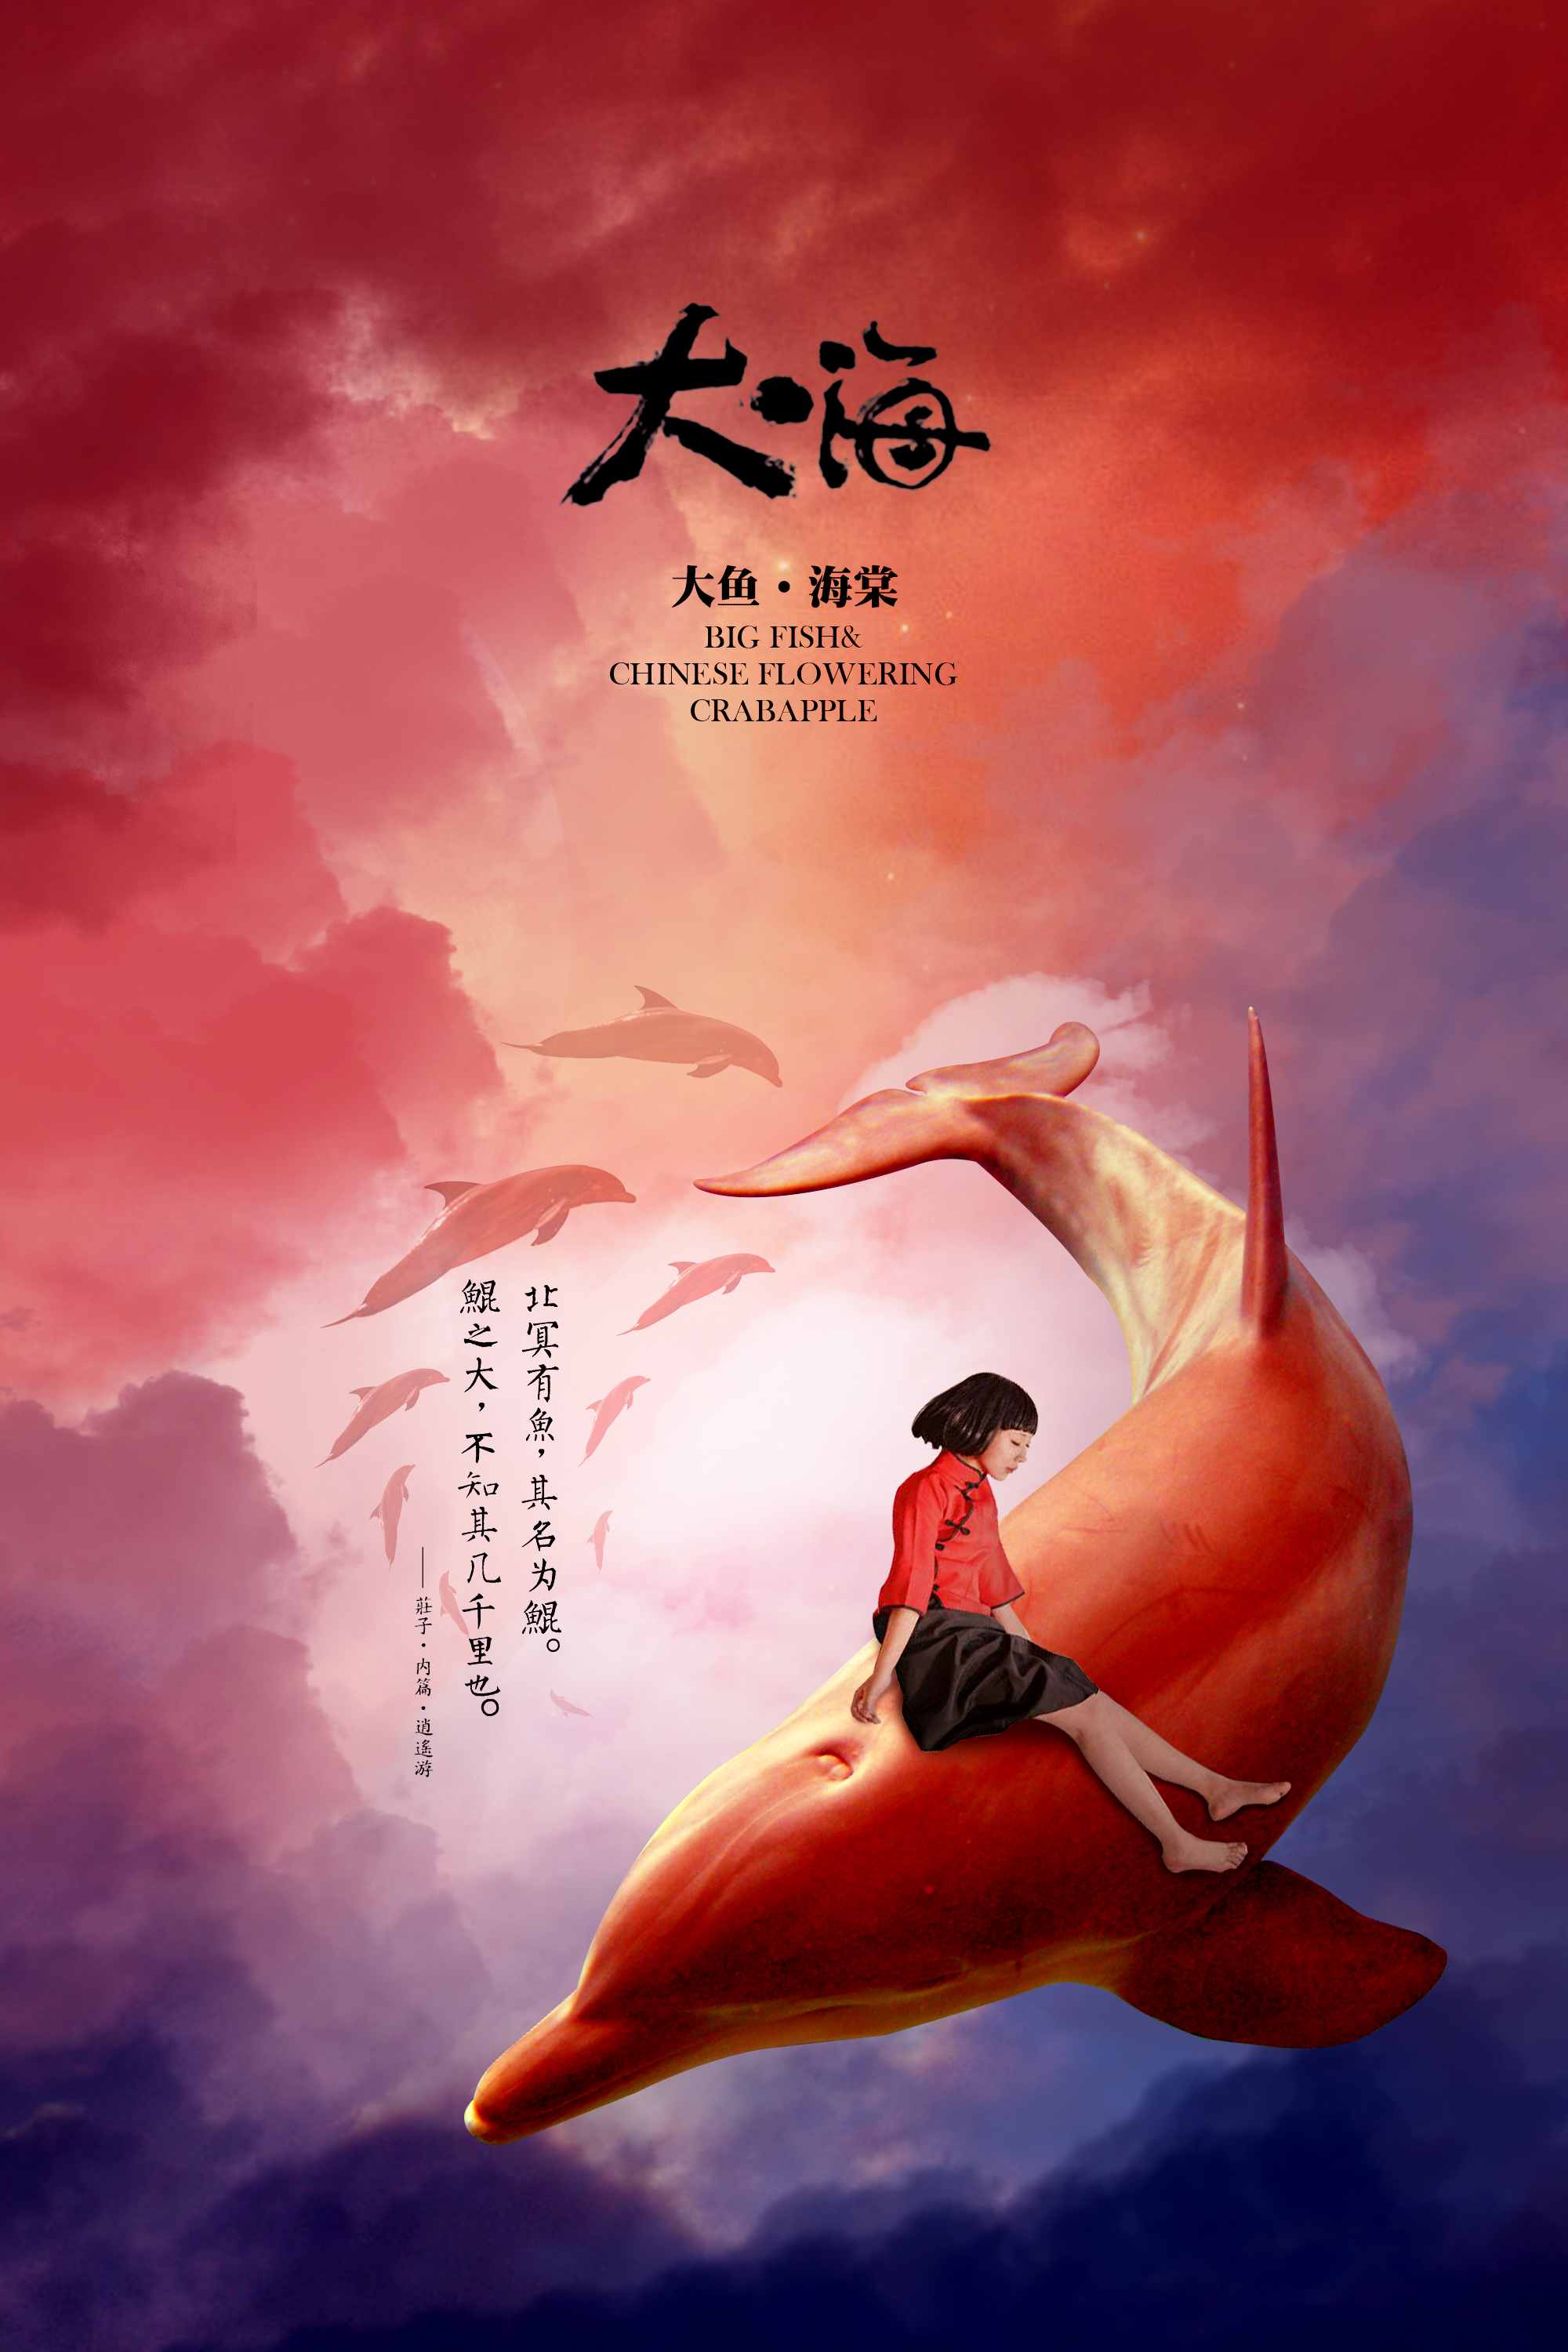 大·海
大鱼·海棠
BIG FISH&
CHINESE FLOWERING
CRABAPPLE
北冥有魚，其名为鯤。
鯤之大，不知其几千里也。
——莊子·内篇·逍遙游